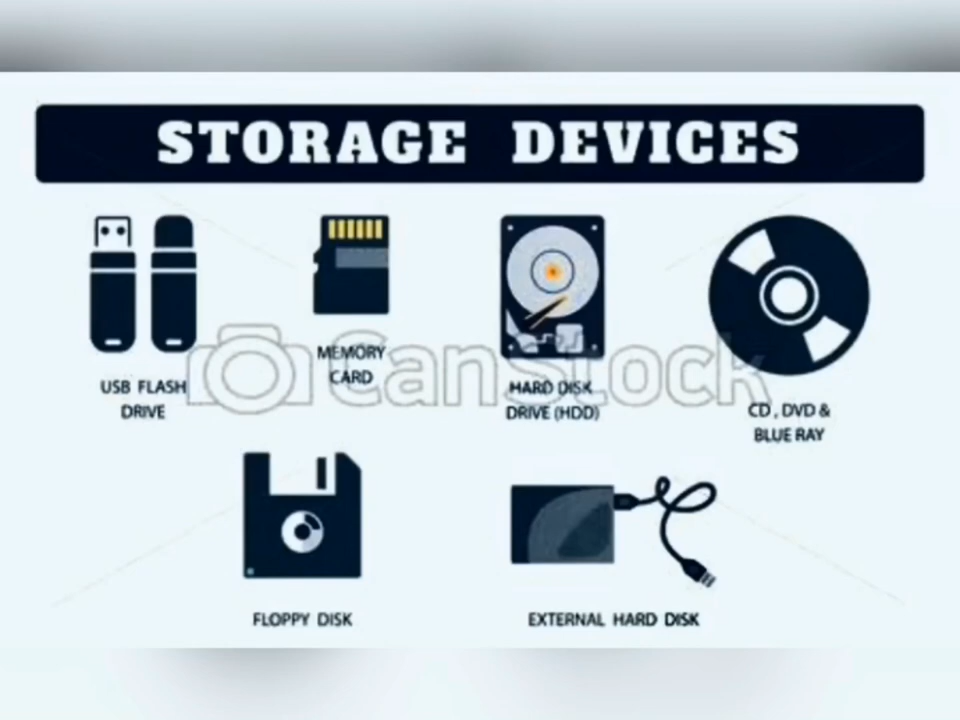 STORAGE DEVICES
USB FLASH
DRIVE
MEMORY
CARD
HARD DISK
DRIVE (HDD)
CD , DVD &
BLUE RAY
CanStock
FLOPPY DISK
EXTERNAL HARD DISK